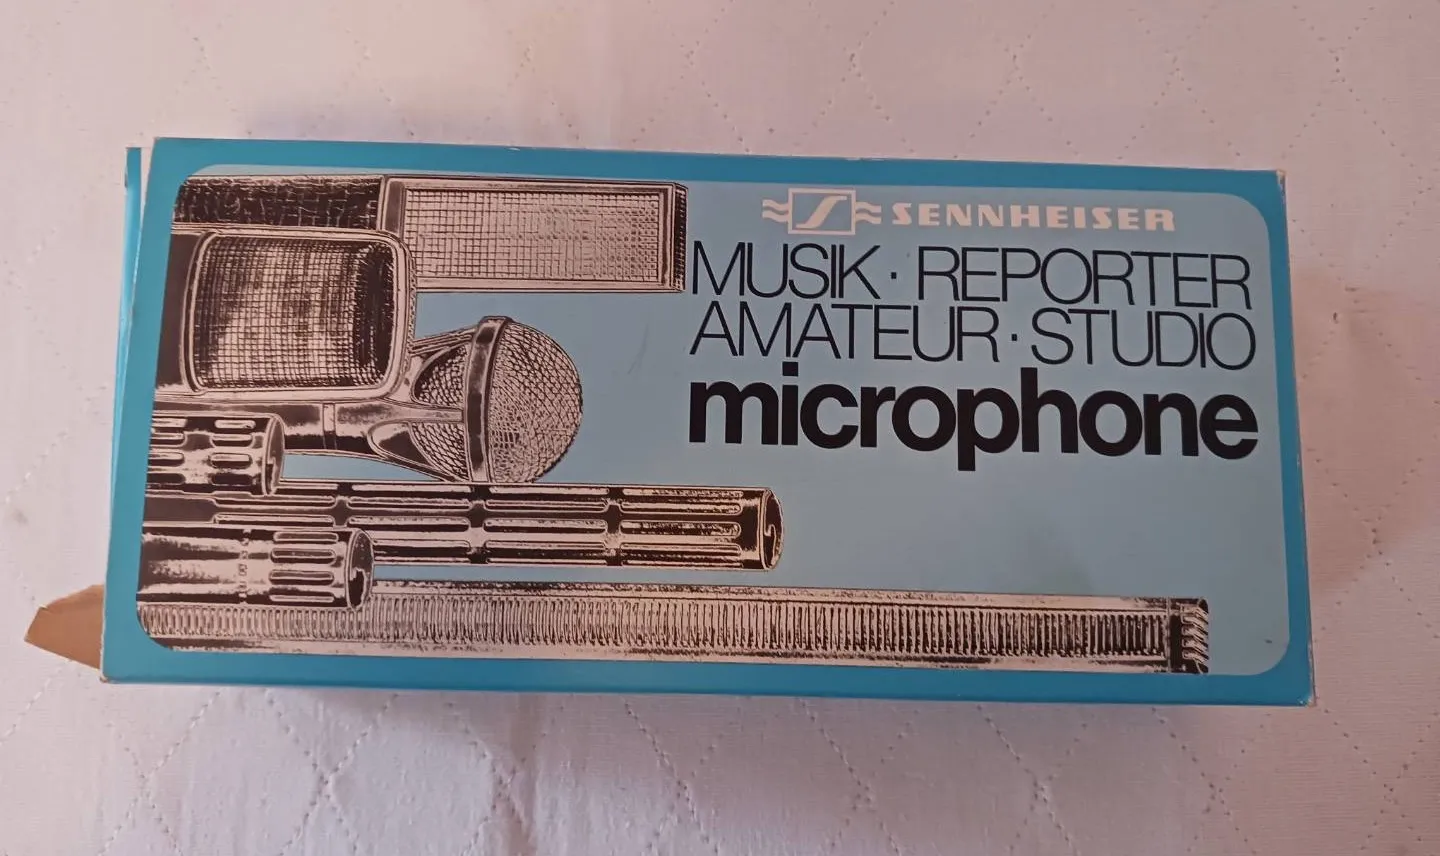 SENNHEISER
MUSIK · REPORTER
AMATEUR · STUDIO
microphone